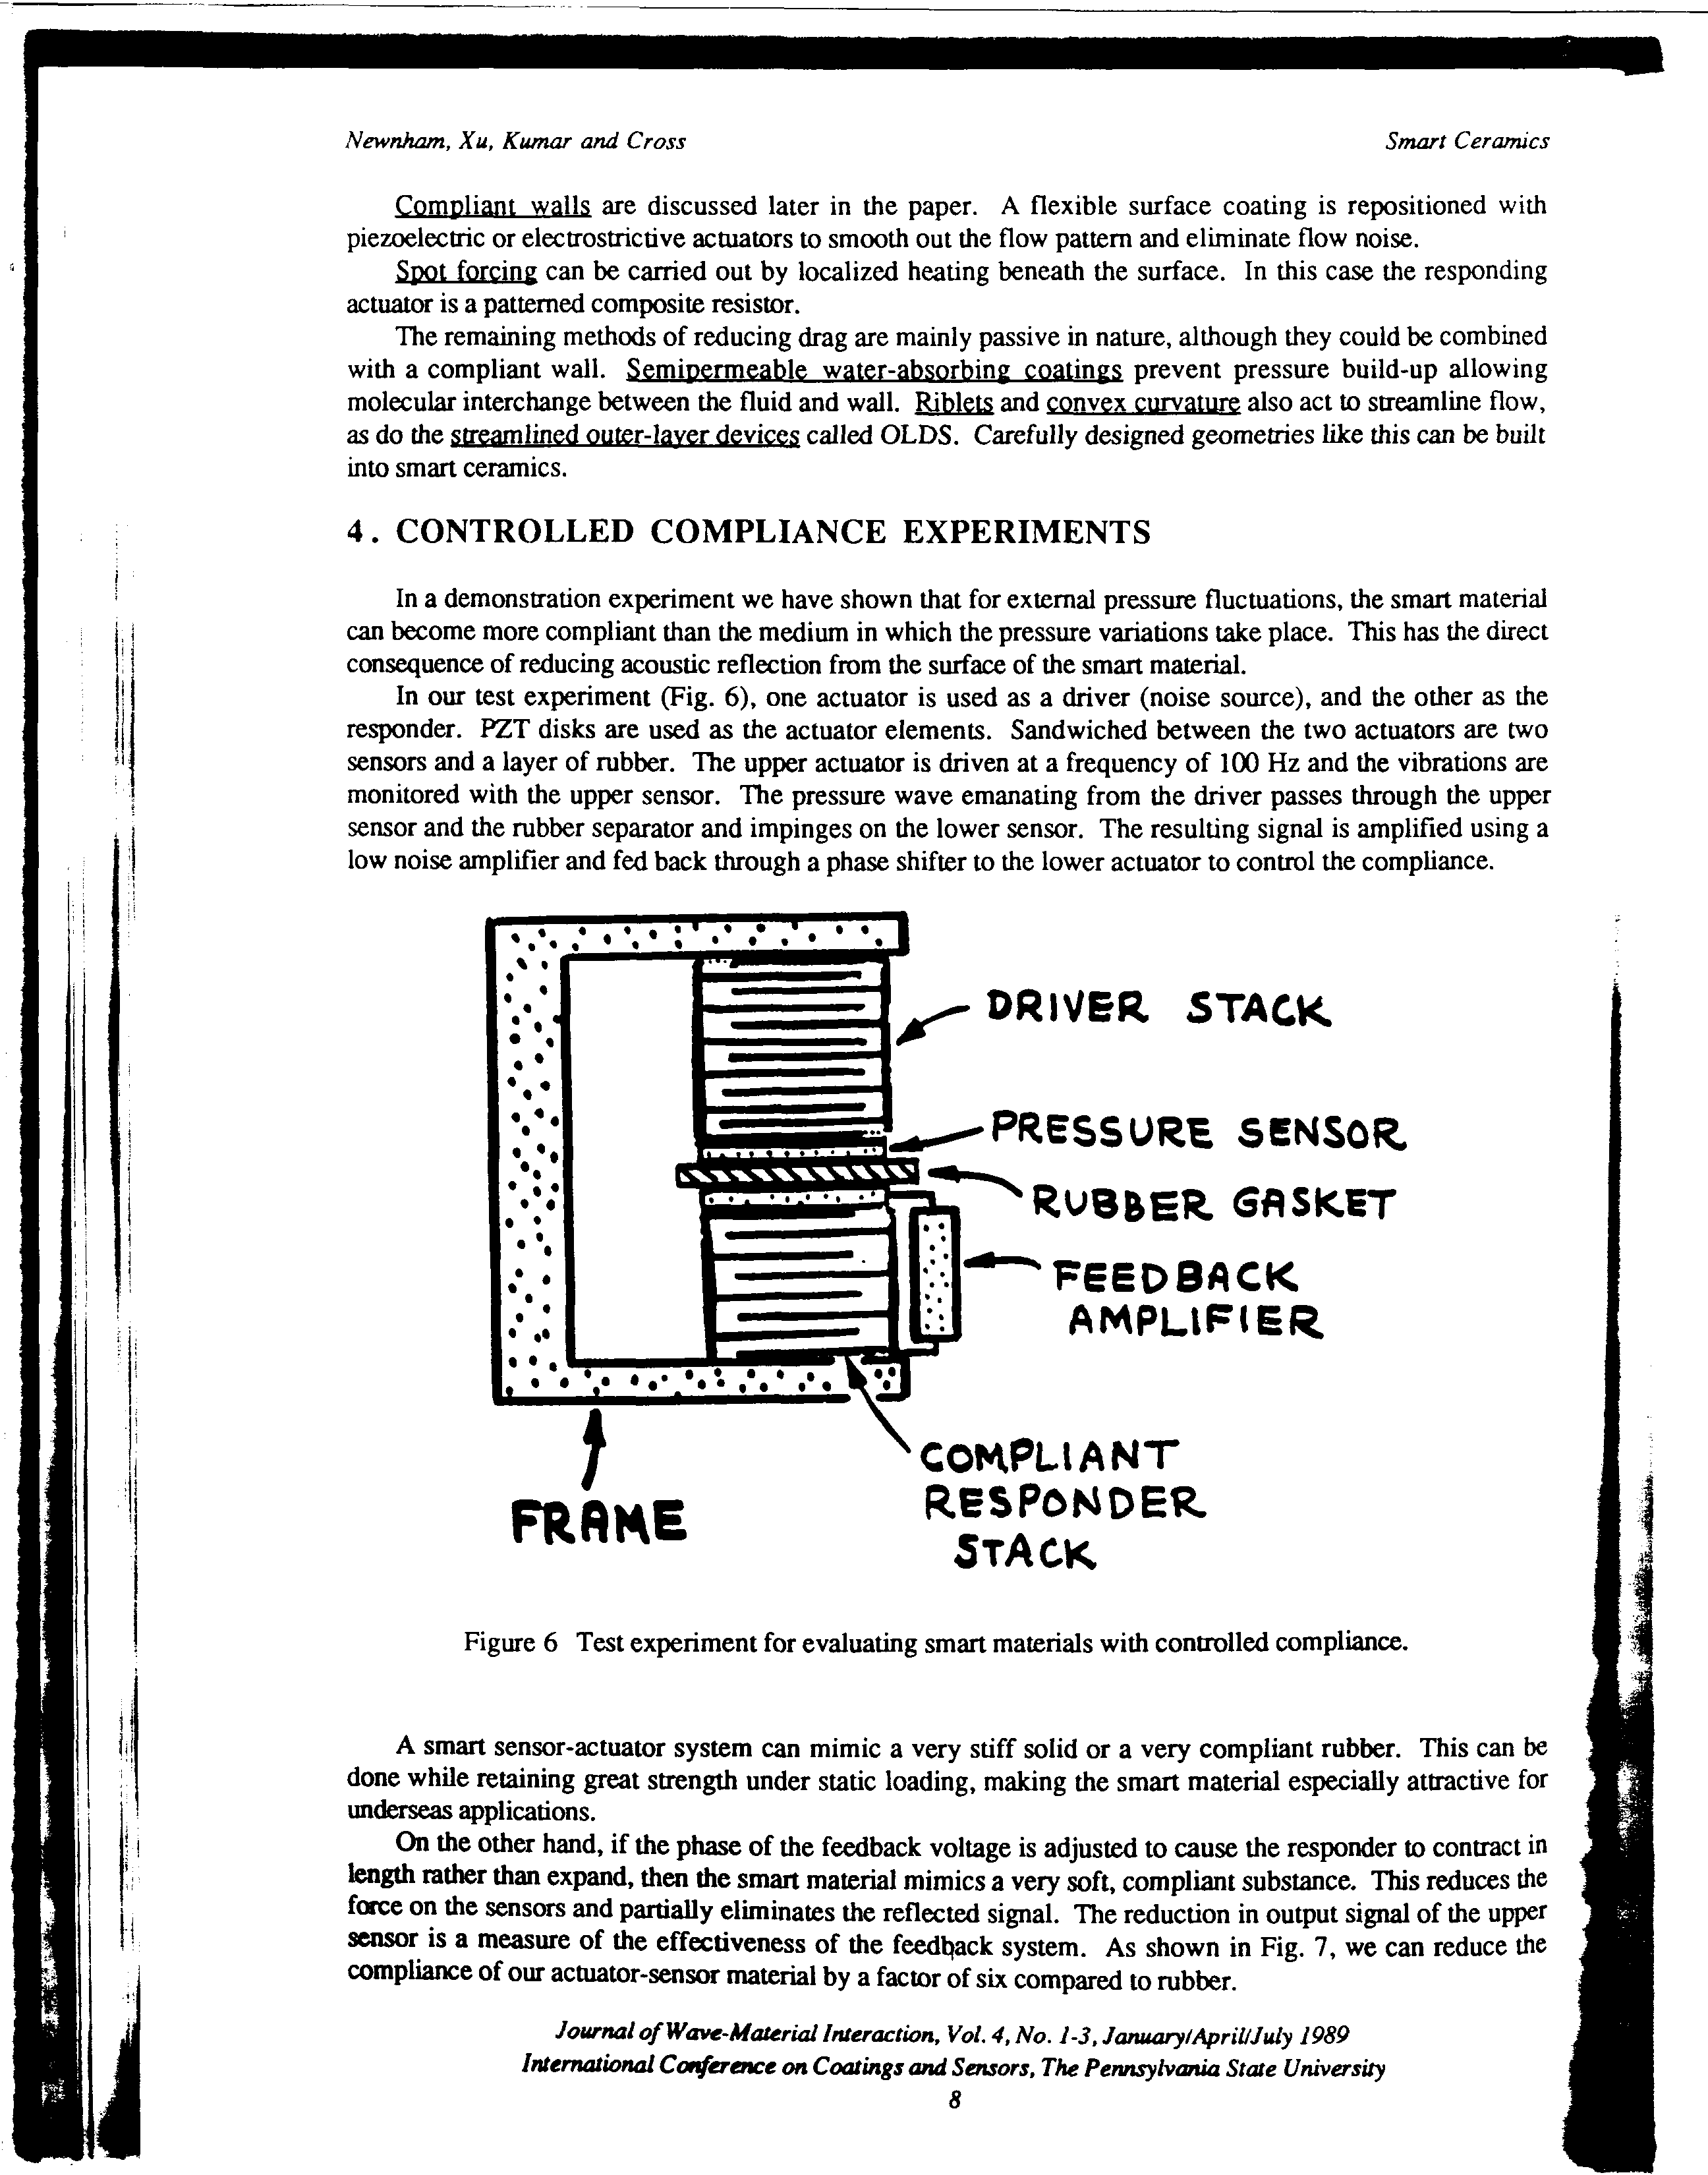 Newnham, Xu, Kumar and Cross
Smart Ceramics
Compliant walls are discussed later in the paper. A flexible surface coating is repositioned with
piezoelectric or electrostrictive actuators to smooth out the flow pattern and eliminate flow noise.
Spot forcing can be carried out by localized heating beneath the surface. In this case the responding
actuator is a patterned composite resistor.
The remaining methods of reducing drag are mainly passive in nature, although they could be combined
with a compliant wall. Semipermeable water-absorbing coatings prevent pressure build-up allowing
molecular interchange between the fluid and wall. Riblets and convex curvature also act to streamline flow,
as do the streamlined outer-layer devices called OLDS. Carefully designed geometries like this can be built
into smart ceramics.
4. CONTROLLED COMPLIANCE EXPERIMENTS
In a demonstration experiment we have shown that for external pressure fluctuations, the smart material
can become more compliant than the medium in which the pressure variations take place. This has the direct
consequence of reducing acoustic reflection from the surface of the smart material.
In our test experiment (Fig. 6), one actuator is used as a driver (noise source), and the other as the
responder. PZT disks are used as the actuator elements. Sandwiched between the two actuators are two
sensors and a layer of rubber. The upper actuator is driven at a frequency of 100 Hz and the vibrations are
monitored with the upper sensor. The pressure wave emanating from the driver passes through the upper
sensor and the rubber separator and impinges on the lower sensor. The resulting signal is amplified using a
low noise amplifier and fed back through a phase shifter to the lower actuator to control the compliance.
DRIVER STACK
PRESSURE SENSOR
RUBBER GASKET
FEEDBACK
AMPLIFIER
COMPLIANT
RESPONDER
STACK
FRAME
Figure 6 Test experiment for evaluating smart materials with controlled compliance.
A smart sensor-actuator system can mimic a very stiff solid or a very compliant rubber. This can be
done while retaining great strength under static loading, making the smart material especially attractive for
underseas applications.
On the other hand, if the phase of the feedback voltage is adjusted to cause the responder to contract in
length rather than expand, then the smart material mimics a very soft, compliant substance. This reduces the
force on the sensors and partially eliminates the reflected signal. The reduction in output signal of the upper
sensor is a measure of the effectiveness of the feedback system. As shown in Fig. 7, we can reduce the
compliance of our actuator-sensor material by a factor of six compared to rubber.
Journal of Wave-Material Interaction, Vol. 4, No. 1-3, January/April/July 1989
International Conference on Coatings and Sensors, The Pennsylvania State University
8